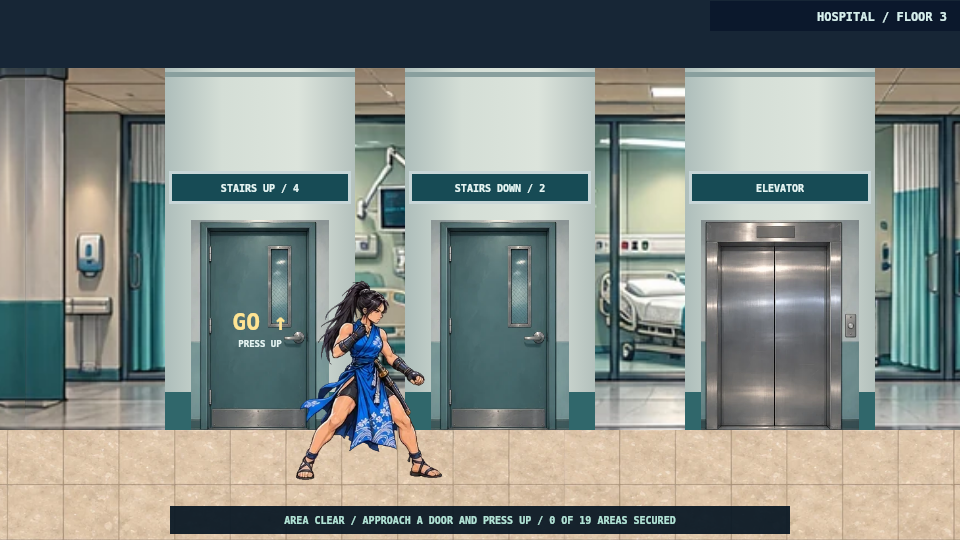 HOSPITAL / FLOOR 3
STAIRS UP / 4
STAIRS DOWN / 2
ELEVATOR
GO ↑
PRESS UP
AREA CLEAR / APPROACH A DOOR AND PRESS UP / 0 OF 19 AREAS SECURED